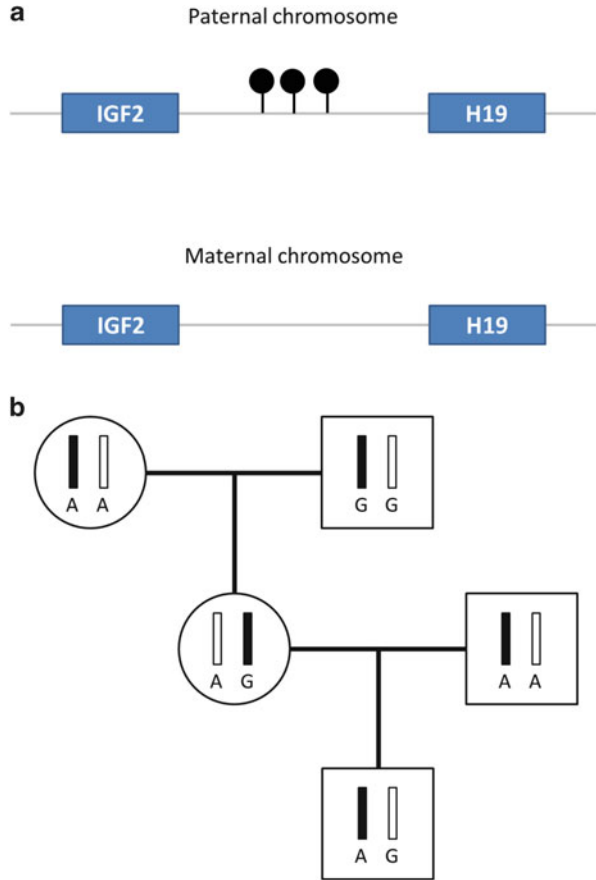 a
Paternal chromosome
IGF2 H19
Maternal chromosome
IGF2 H19
b
A A G G
A G A A
A G